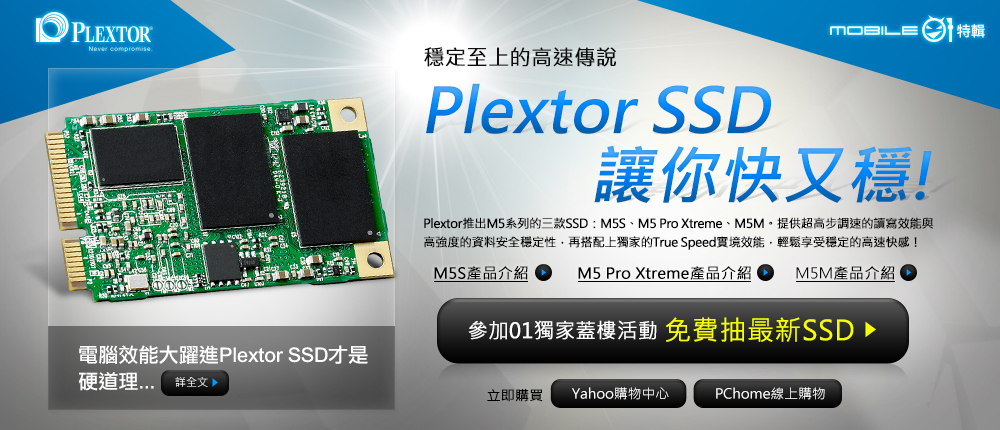 PLEXTOR
Never compromise.
MOBILE01特輯
穩定至上的高速傳說
Plextor SSD
讓你快又穩!
Plextor推出M5系列的三款SSD:M5S、M5 Pro Xtreme、M5M。提供超高步調速的讀寫效能與
高強度的資料安全穩定性,再搭配上獨家的True Speed實境效能,輕鬆享受穩定的高速快感!
M5S產品介紹
M5 Pro Xtreme產品介紹
M5M產品介紹
參加01獨家蓋樓活動 免費抽最新SSD
電腦效能大躍進Plextor SSD才是
硬道理... 詳全文
立即購買
Yahoo購物中心
PChome線上購物